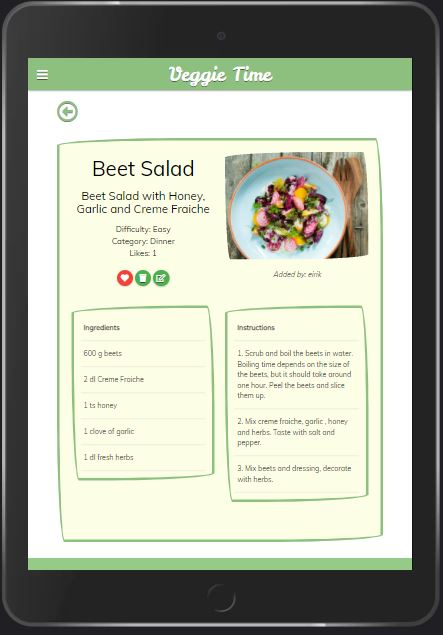 Veggie Time
Beet Salad
Beet Salad with Honey,
Garlic and Creme Fraiche
Difficulty: Easy
Category: Dinner
Likes: 1
Added by: eirik
Ingredients
600 g beets
2 dl Creme Fraiche
1 ts honey
1 clove of garlic
1 dl fresh herbs
Instructions
1. Scrub and boil the beets in water.
Boiling time depends on the size of
the beets, but it should take around
one hour. Peel the beets and slice
them up.
2. Mix creme fraiche, garlic , honey
and herbs. Taste with salt and
pepper.
3. Mix beets and dressing, decorate
with herbs.